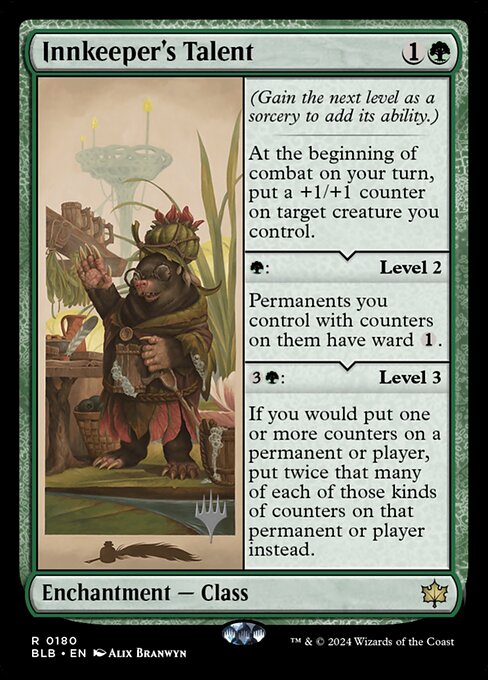 Innkeeper's Talent 1
(Gain the next level as a
sorcery to add its ability.)
At the beginning of
combat on your turn,
put a +1/+1 counter
on target creature you
control.
: Level 2
Permanents you
control with counters
on them have ward 1.
3 : Level 3
If you would put one
or more counters on a
permanent or player,
put twice that many
of each of those kinds
of counters on that
permanent or player
instead.
Enchantment — Class
R 0180
BLB • EN Alix Branwyn
™ & © 2024 Wizards of the Coast